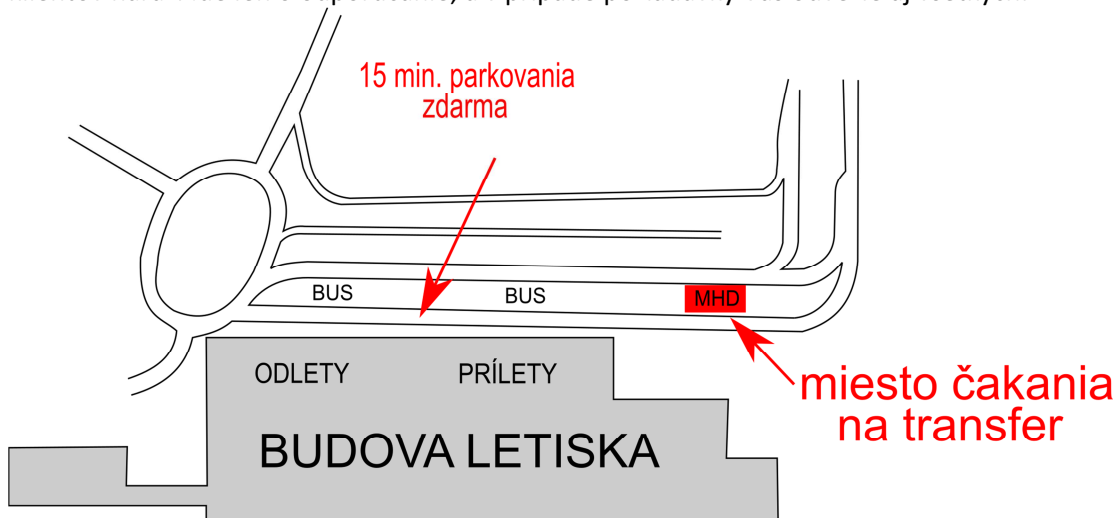 15 min. parkovania
zdarma
BUS
BUS
MHD
ODLETY
PRÍLETY
miesto čakania
na transfer
BUDOVA LETISKA